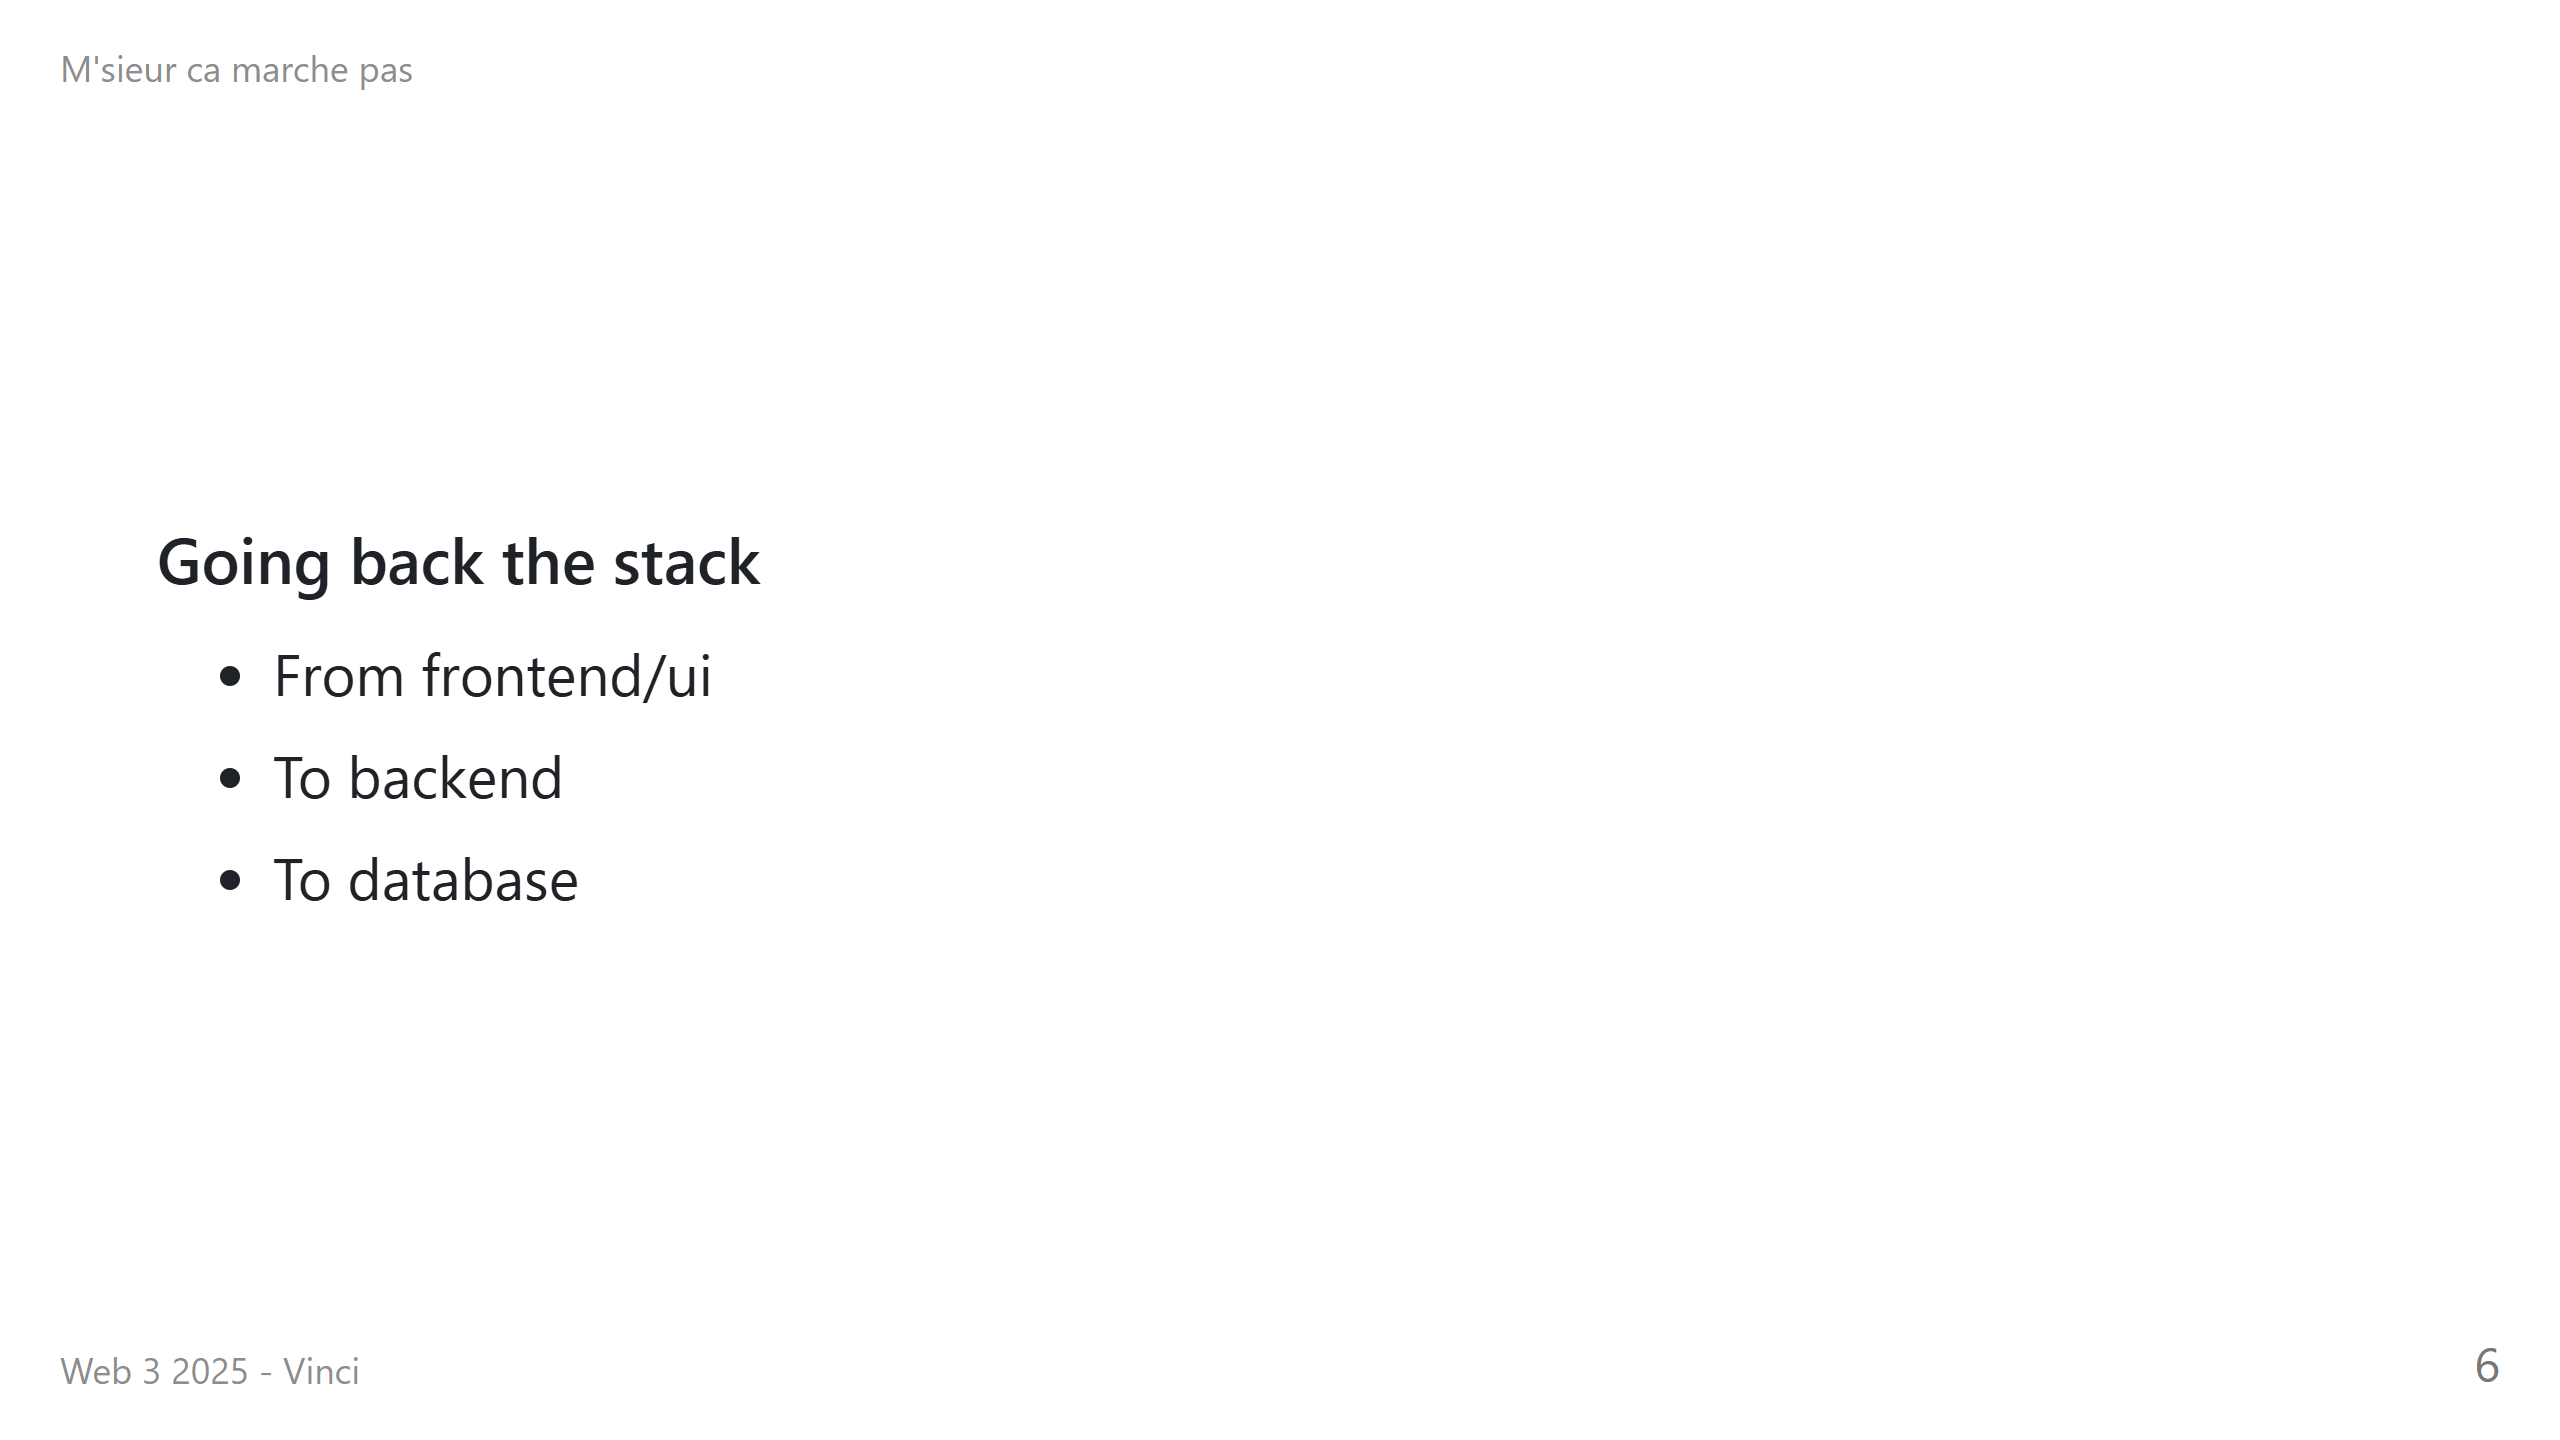 M'sieur ca marche pas
Going back the stack
• From frontend/ui
• To backend
• To database
Web 3 2025 - Vinci
6